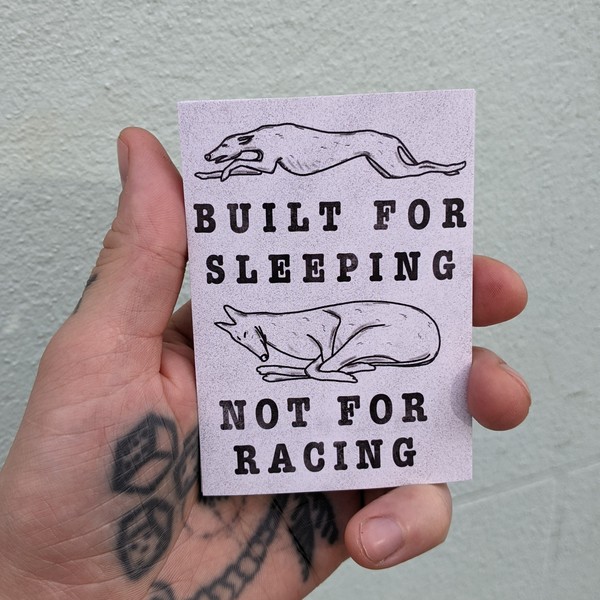 BUILT FOR
SLEEPING
NOT FOR
RACING